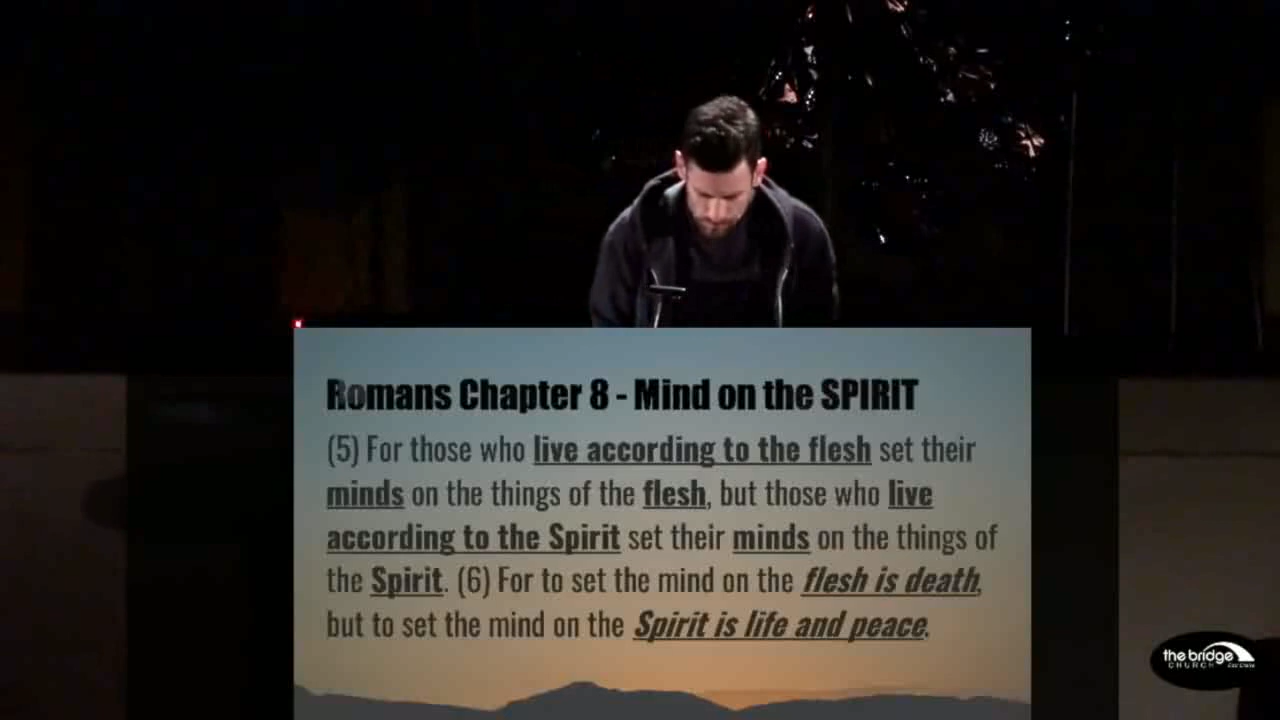 Romans Chapter 8 - Mind on the SPIRIT
(5) For those who live according to the flesh set their
minds on the things of the flesh, but those who live
according to the Spirit set their minds on the things of
the Spirit. (6) For to set the mind on the flesh is death,
but to set the mind on the Spirit is life and peace.
the bridge
CHURCH